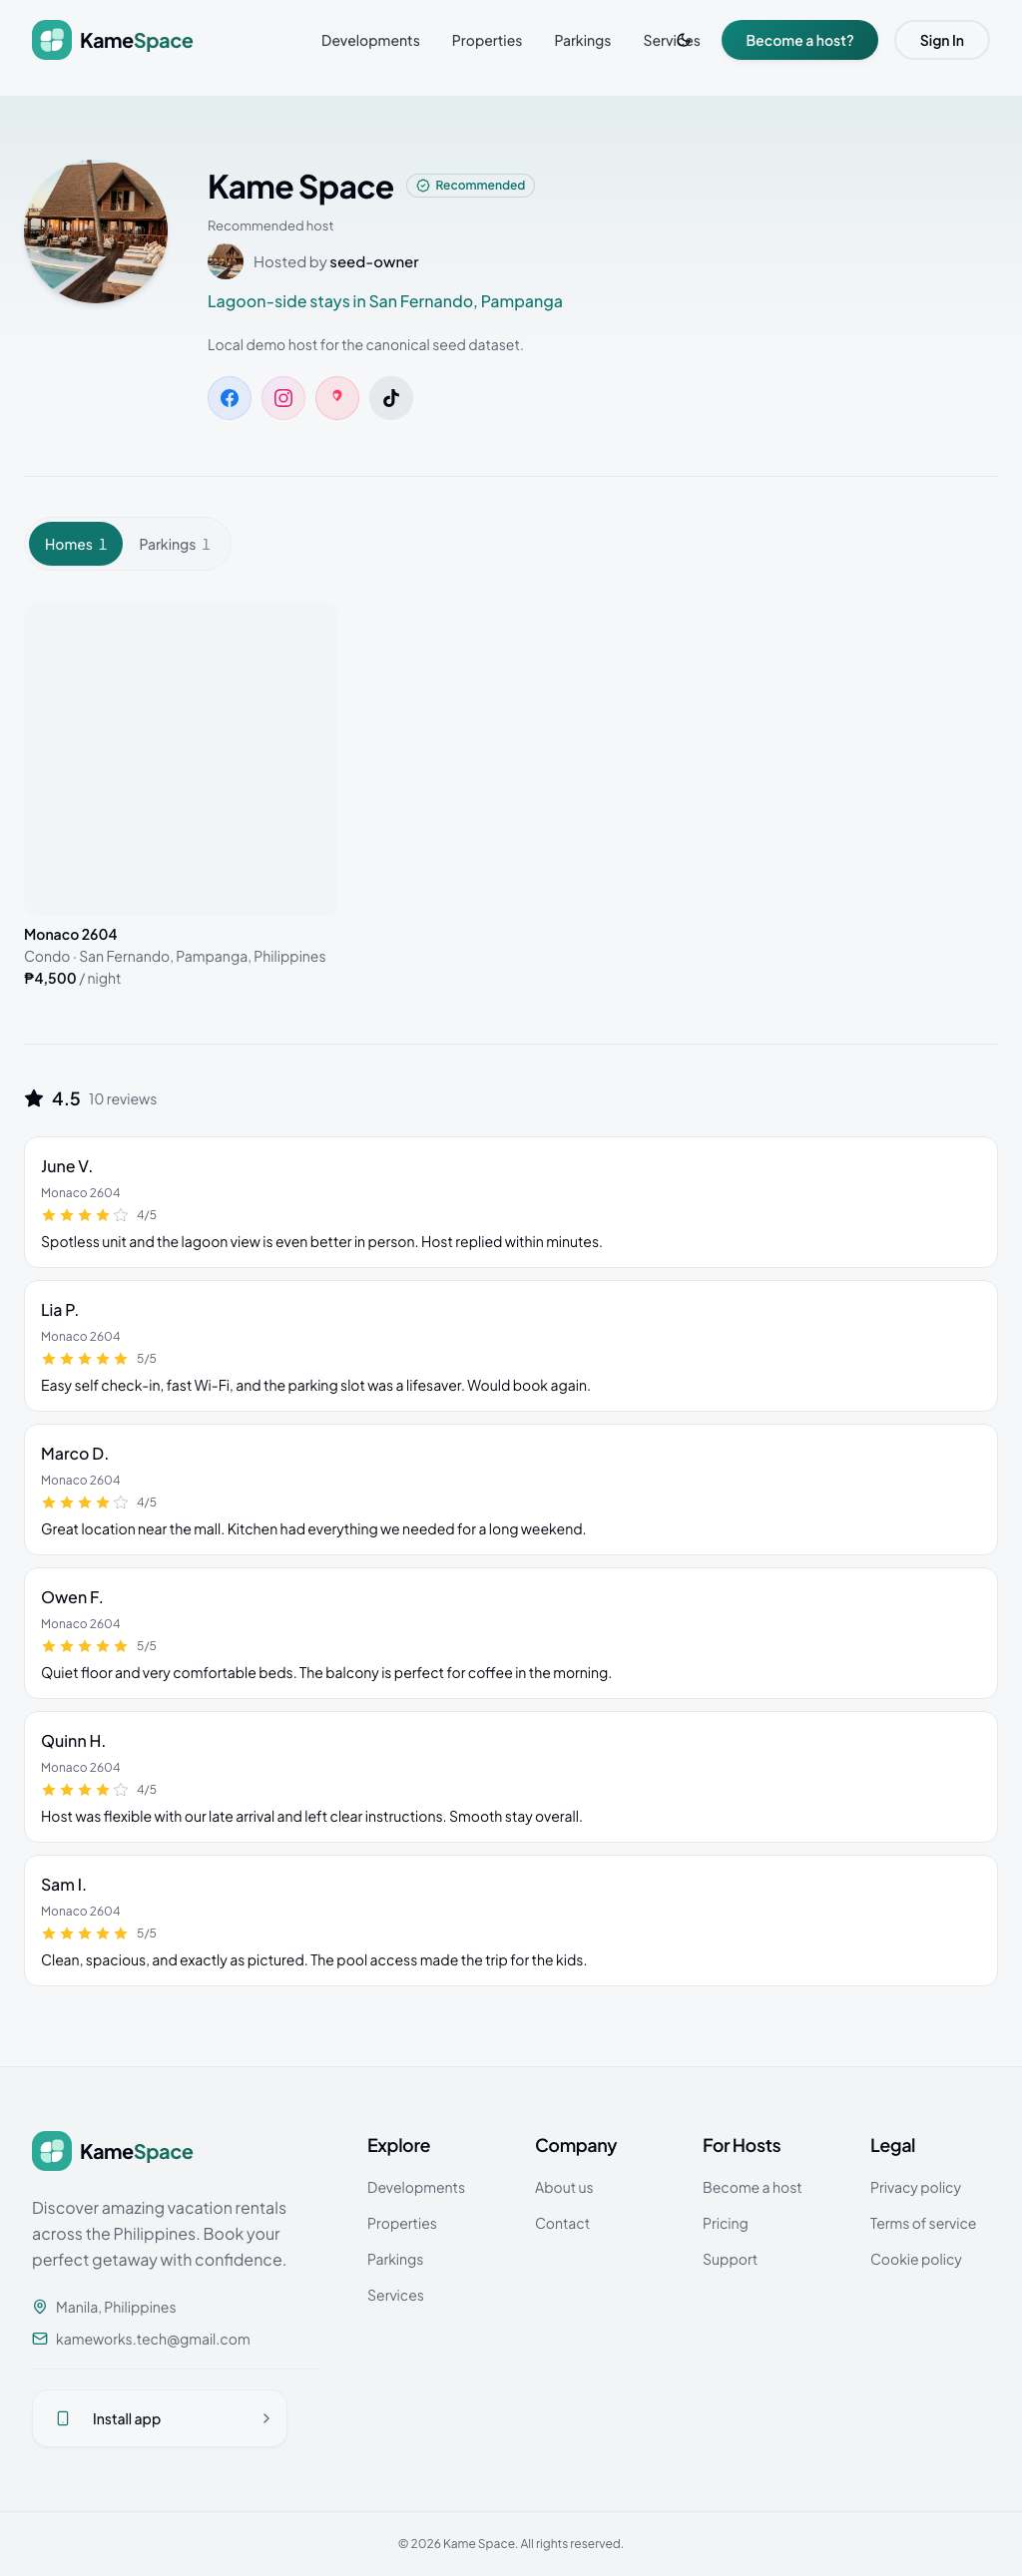 KameSpace
Developments Properties Parkings Services Become a host? Sign In
Kame Space Recommended
Recommended host
Hosted by seed-owner
Lagoon-side stays in San Fernando, Pampanga
Local demo host for the canonical seed dataset.
Homes 1 Parkings 1
Monaco 2604
Condo · San Fernando, Pampanga, Philippines
₱4,500 / night
4.5 10 reviews
June V.
Monaco 2604
4/5
Spotless unit and the lagoon view is even better in person. Host replied within minutes.
Lia P.
Monaco 2604
5/5
Easy self check-in, fast Wi-Fi, and the parking slot was a lifesaver. Would book again.
Marco D.
Monaco 2604
4/5
Great location near the mall. Kitchen had everything we needed for a long weekend.
Owen F.
Monaco 2604
5/5
Quiet floor and very comfortable beds. The balcony is perfect for coffee in the morning.
Quinn H.
Monaco 2604
4/5
Host was flexible with our late arrival and left clear instructions. Smooth stay overall.
Sam I.
Monaco 2604
5/5
Clean, spacious, and exactly as pictured. The pool access made the trip for the kids.
KameSpace
Discover amazing vacation rentals
across the Philippines. Book your
perfect getaway with confidence.
Manila, Philippines
kameworks.tech@gmail.com
Install app
Explore
Developments
Properties
Parkings
Services
Company
About us
Contact
For Hosts
Become a host
Pricing
Support
Legal
Privacy policy
Terms of service
Cookie policy
© 2026 Kame Space. All rights reserved.